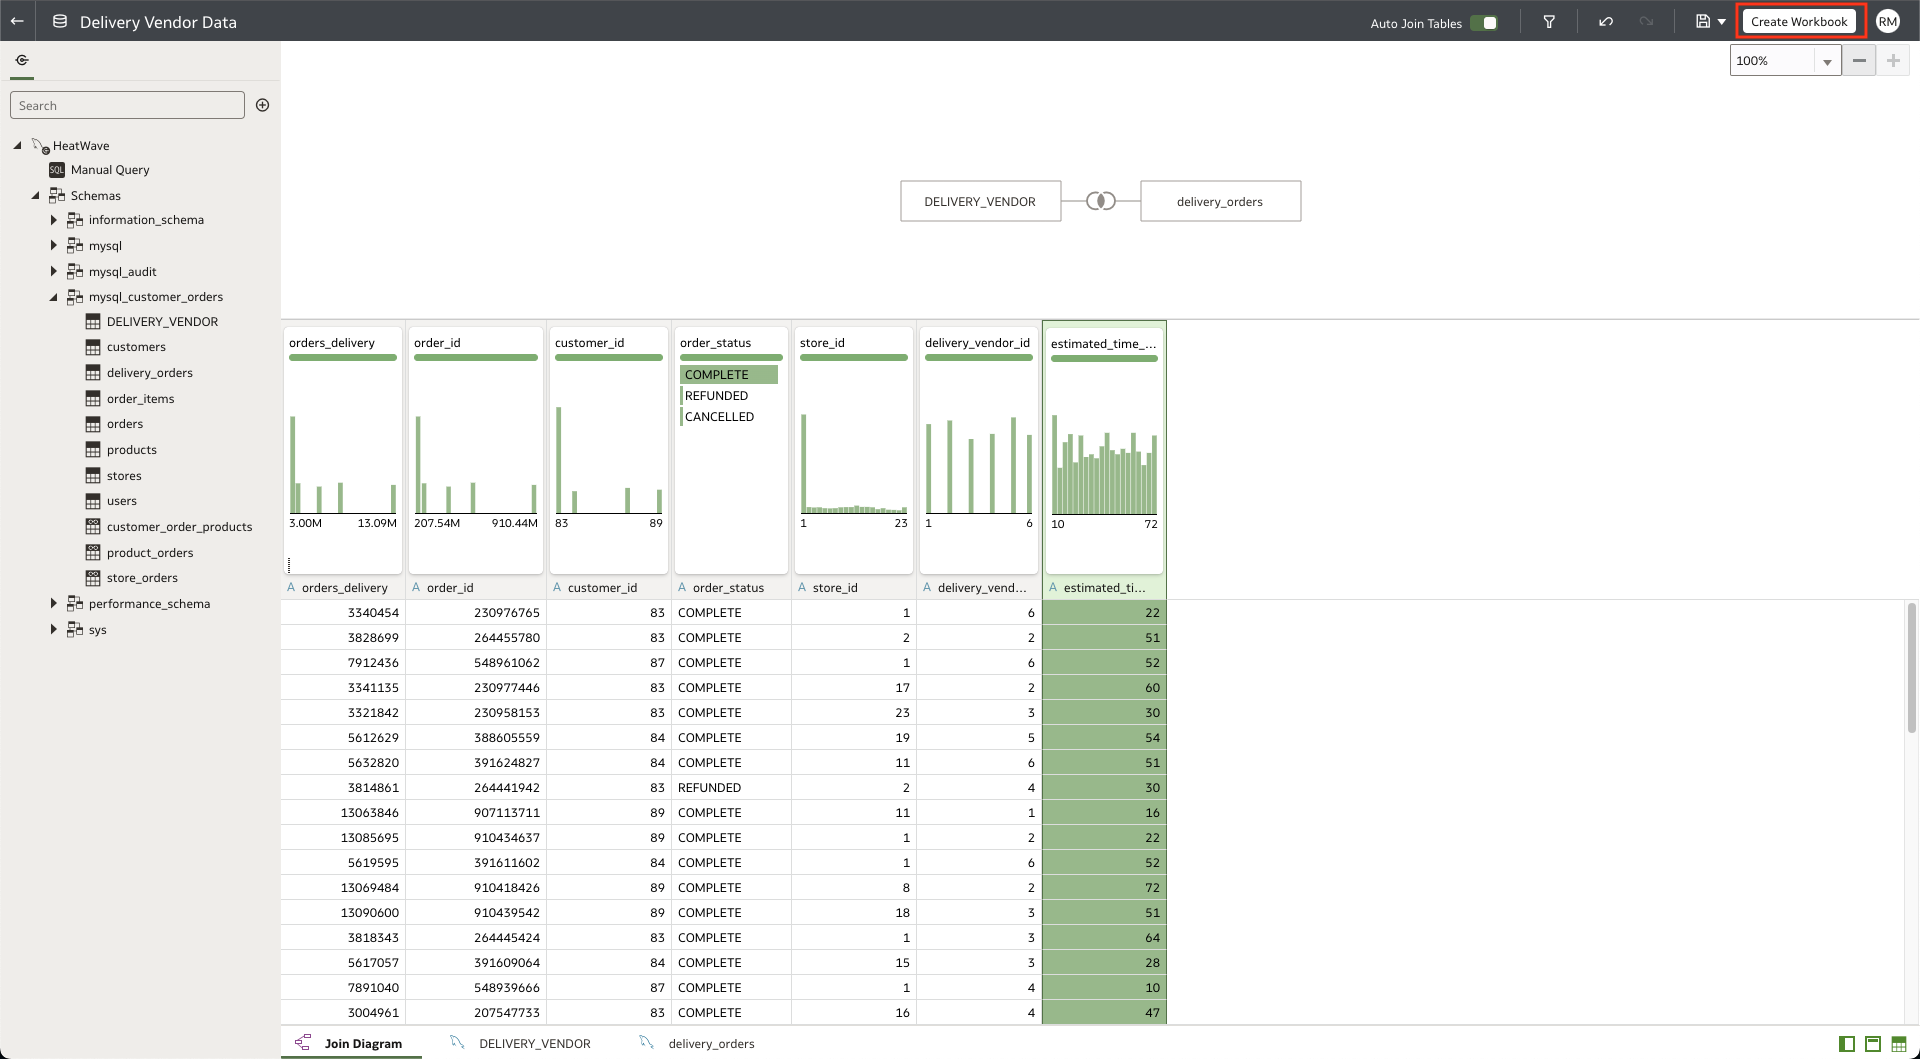 Delivery Vendor Data
Auto Join Tables
Create Workbook
RM
100%
Search
HeatWave
SQL Manual Query
Schemas
information_schema
mysql
mysql_audit
mysql_customer_orders
DELIVERY_VENDOR
customers
delivery_orders
order_items
orders
products
stores
users
customer_order_products
product_orders
store_orders
performance_schema
sys
DELIVERY_VENDOR delivery_orders
orders_delivery order_id customer_id order_status store_id delivery_vendor_id estimated_time_...
COMPLETE
REFUNDED
CANCELLED
3.00M 13.09M 207.54M 910.44M 83 89 1 23 1 6 10 72
A orders_delivery A order_id A customer_id A order_status A store_id A delivery_vend... A estimated_ti...
3340454 230976765 83 COMPLETE 1 6 22
3828699 264455780 83 COMPLETE 2 2 51
7912436 548961062 87 COMPLETE 1 6 52
3341135 230977446 83 COMPLETE 17 2 60
3321842 230958153 83 COMPLETE 23 3 30
5612629 388605559 84 COMPLETE 19 5 54
5632820 391624827 84 COMPLETE 11 6 51
3814861 264441942 83 REFUNDED 2 4 30
13063846 907113711 89 COMPLETE 11 1 16
13085695 910434637 89 COMPLETE 1 2 22
5619595 391611602 84 COMPLETE 1 6 52
13069484 910418426 89 COMPLETE 8 2 72
13090600 910439542 89 COMPLETE 18 3 51
3818343 264445424 83 COMPLETE 1 3 64
5617057 391609064 84 COMPLETE 15 3 28
7891040 548939666 87 COMPLETE 1 4 10
3004961 207547733 83 COMPLETE 16 4 47
Join Diagram DELIVERY_VENDOR delivery_orders